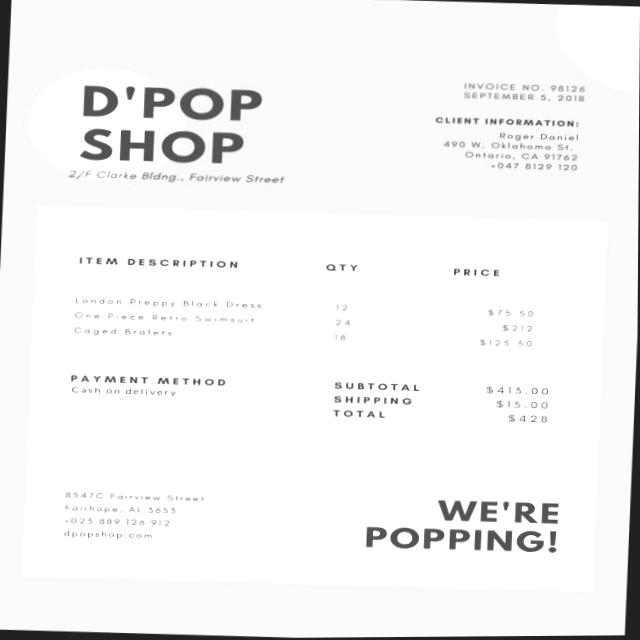 D'POP
SHOP
2/F Clarke Bldng., Fairview Street
INVOICE NO. 98126
SEPTEMBER 5, 2018
CLIENT INFORMATION:
Roger Daniel
490 W. Oklahoma St.
Ontario, CA 91762
+047 8129 120
ITEM DESCRIPTION QTY PRICE
London Preppy Black Dress 12 $75.50
One Piece Retro Swimsuit 24 $212
Caged Bralets 18 $125.50
PAYMENT METHOD
Cash on delivery
SUBTOTAL $413.00
SHIPPING $15.00
TOTAL $428
8547C Fairview Street
Fairhope, AL 3653
+023 889 126 912
dpopshop.com
WE'RE
POPPING!